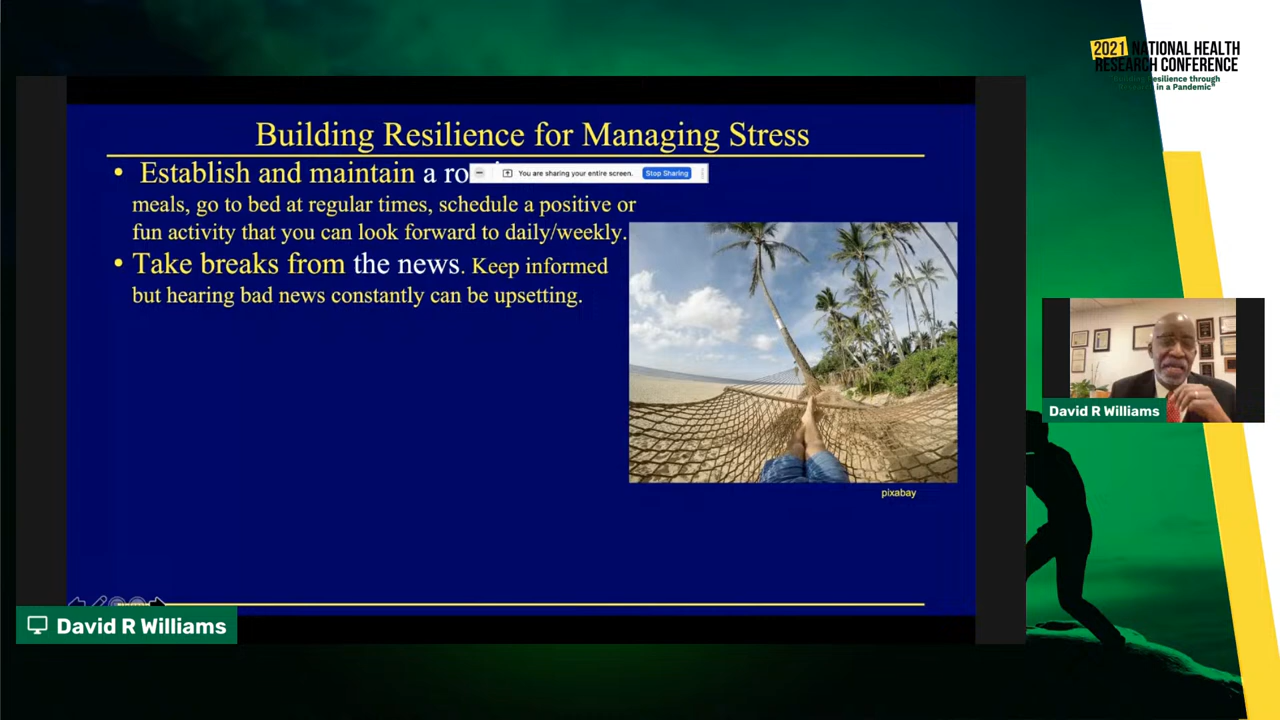 2021 NATIONAL HEALTH
RESEARCH CONFERENCE
in a Pandemic"
Building Resilience for Managing Stress
• Establish and maintain a
You are sharing your entire screen. Stop Sharing
meals, go to bed at regular times, schedule a positive or
fun activity that you can look forward to daily/weekly.
• Take breaks from the news. Keep informed
but hearing bad news constantly can be upsetting.
pixabay
David R Williams
David R Williams